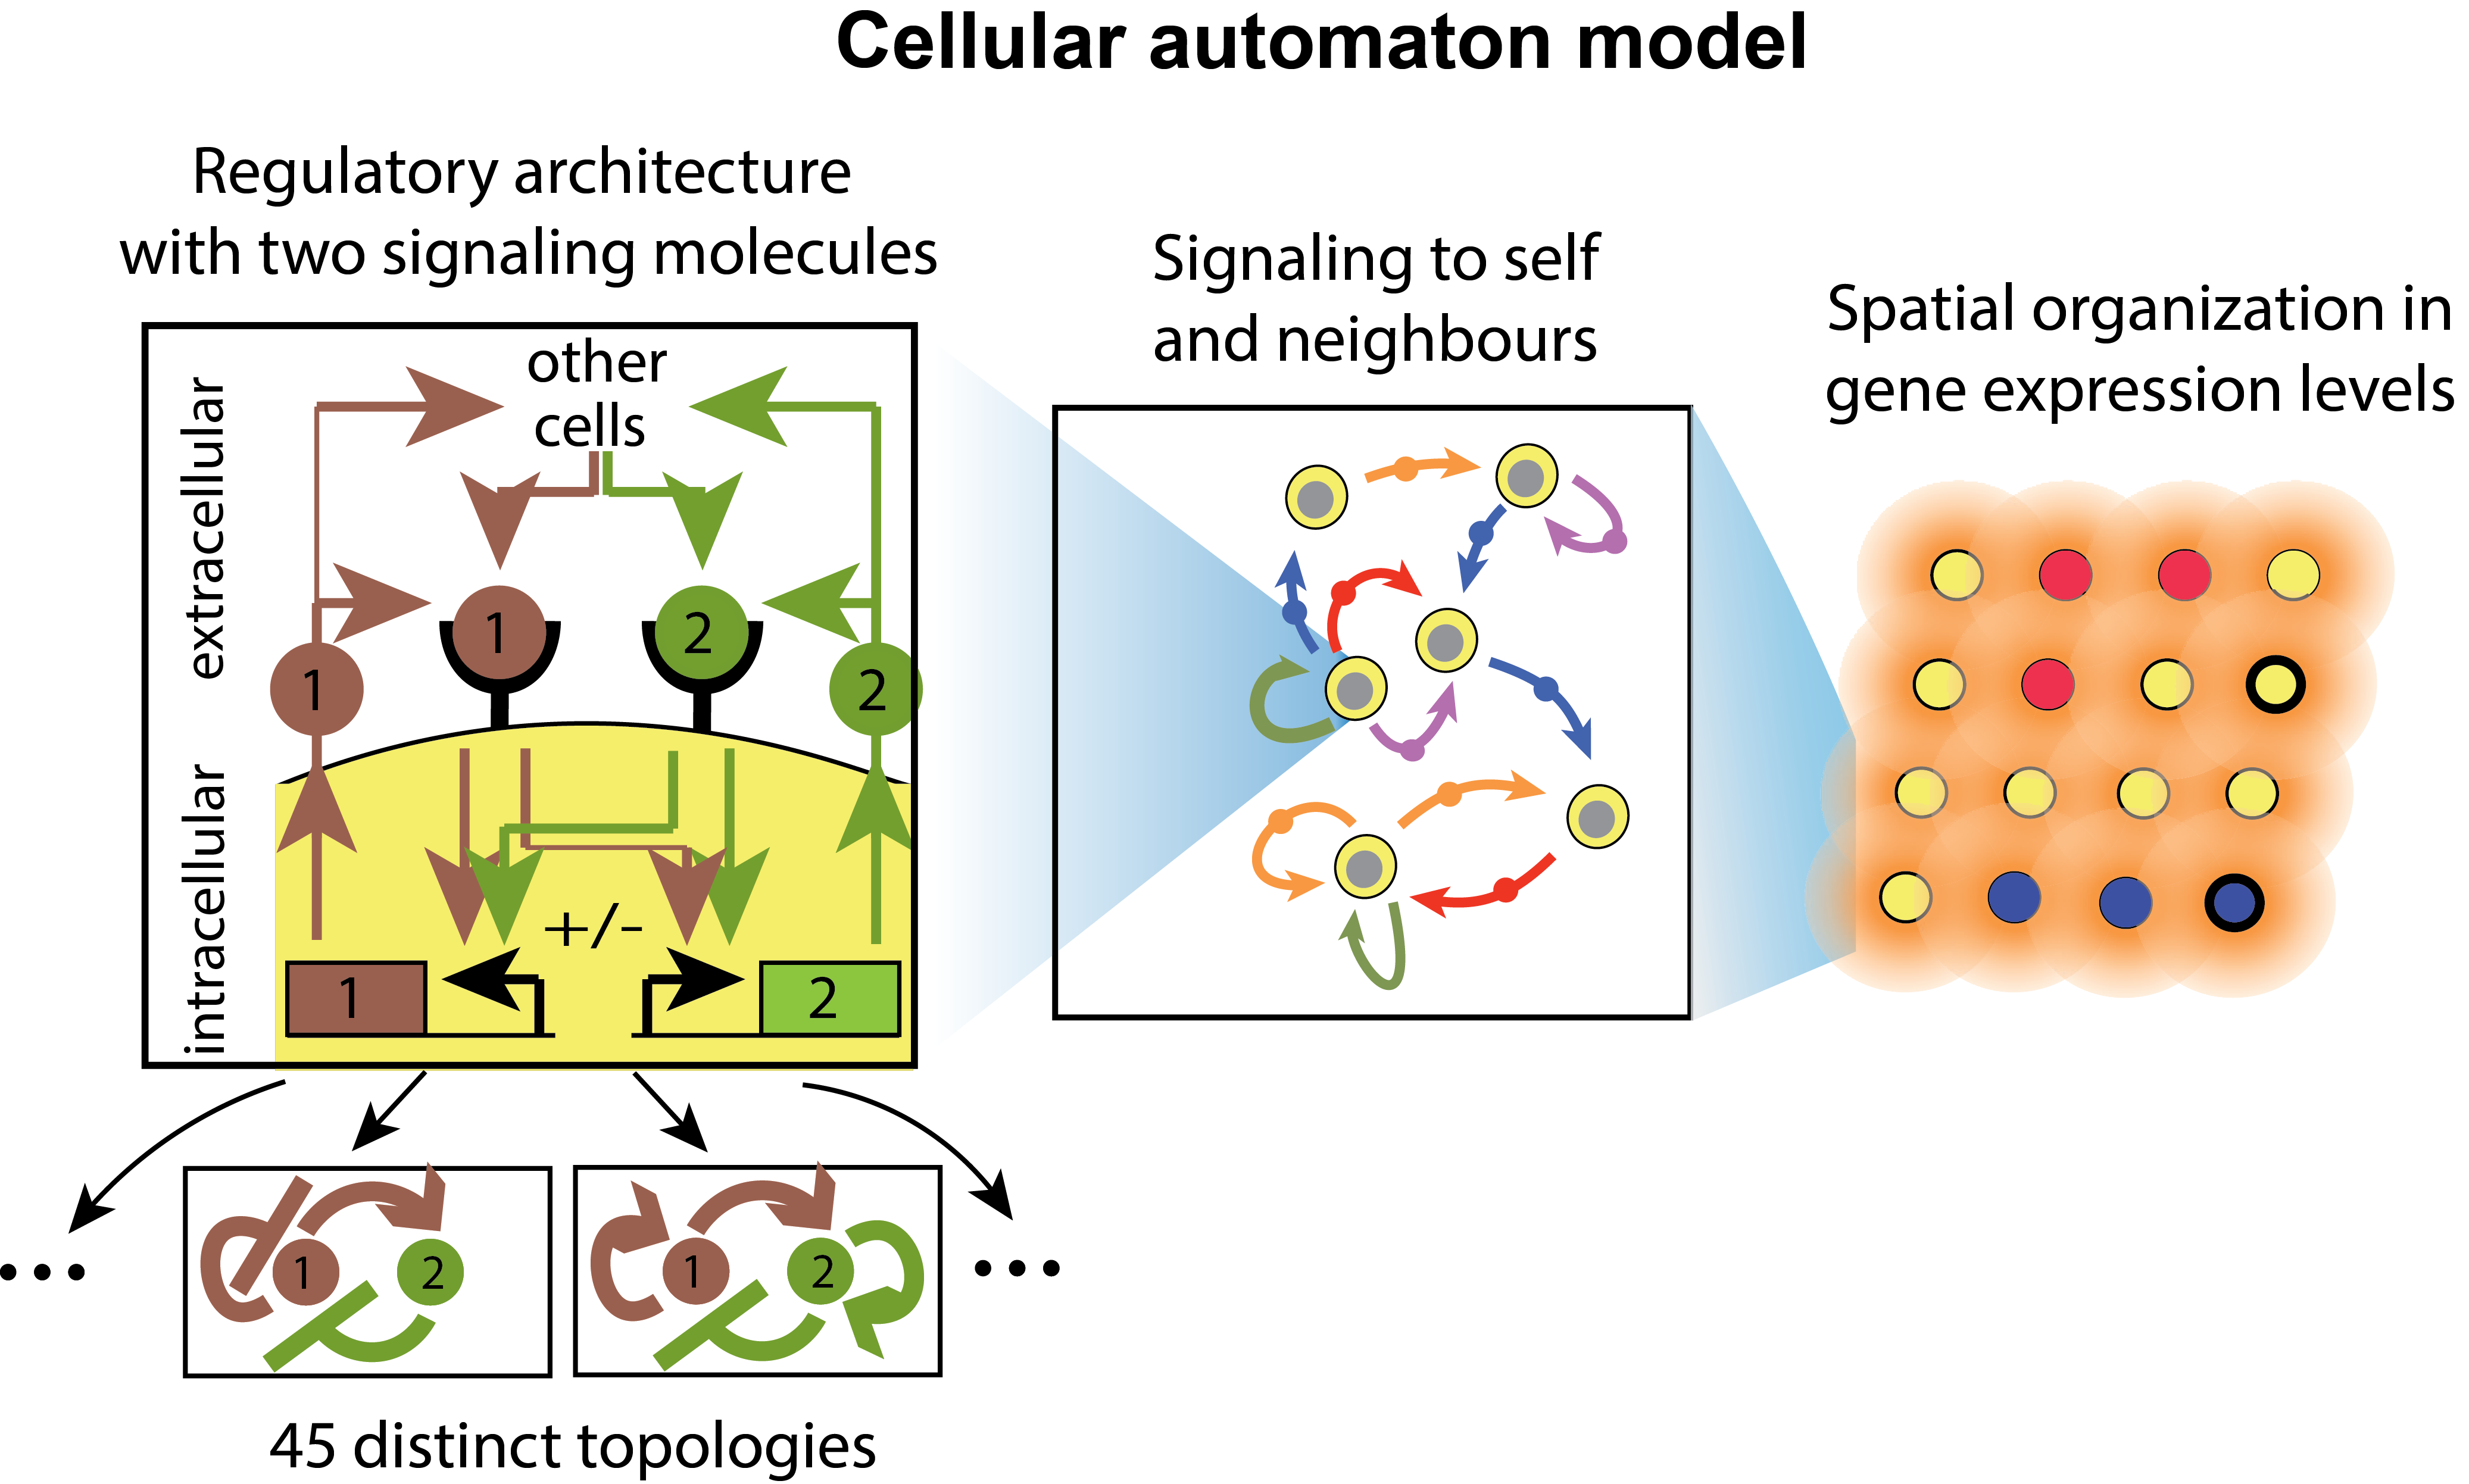 Cellular automaton model
Regulatory architecture
with two signaling molecules
Signaling to self
and neighbours
Spatial organization in
gene expression levels
extracellular
intracellular
other
cells
1
2
1
2
+/-
1
2
1
2
1
2
•••
•••
45 distinct topologies